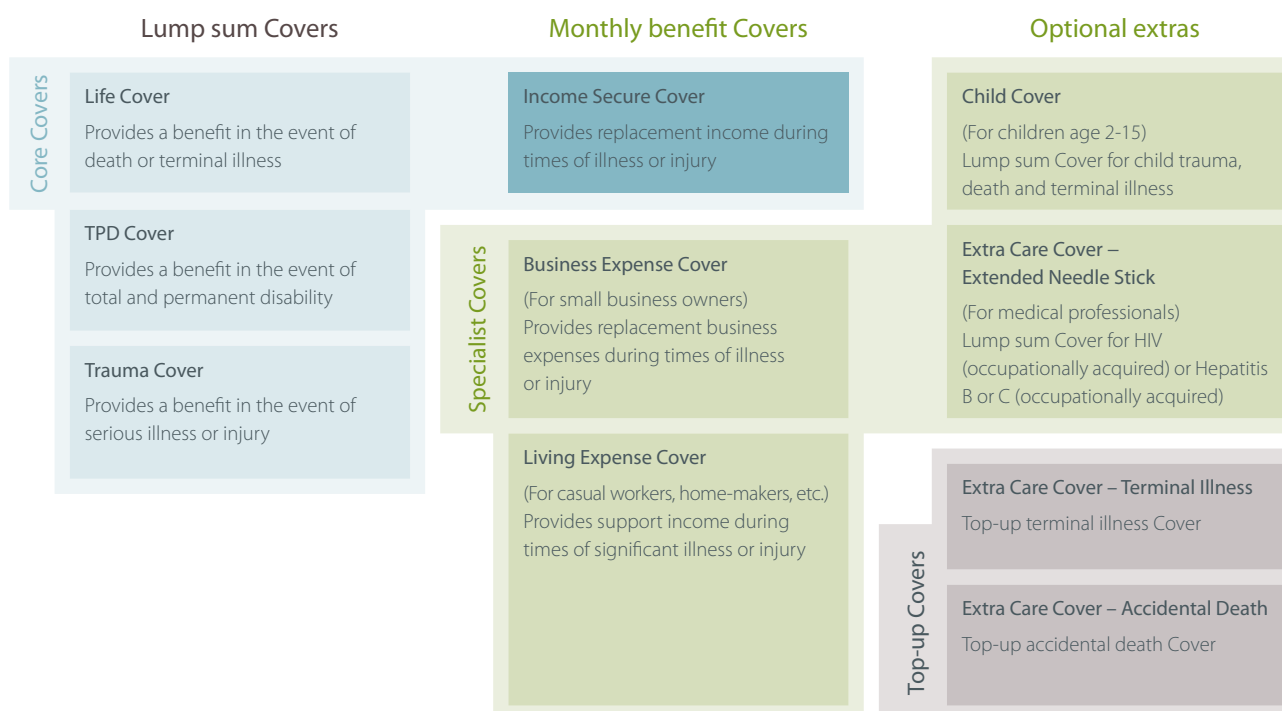 Lump sum Covers
Monthly benefit Covers
Optional extras
Core Covers
Life Cover
Provides a benefit in the event of
death or terminal illness
TPD Cover
Provides a benefit in the event of
total and permanent disability
Trauma Cover
Provides a benefit in the event of
serious illness or injury
Income Secure Cover
Provides replacement income during
times of illness or injury
Specialist Covers
Business Expense Cover
(For small business owners)
Provides replacement business
expenses during times of illness
or injury
Living Expense Cover
(For casual workers, home-makers, etc.)
Provides support income during
times of significant illness or injury
Child Cover
(For children age 2-15)
Lump sum Cover for child trauma,
death and terminal illness
Extra Care Cover –
Extended Needle Stick
(For medical professionals)
Lump sum Cover for HIV
(occupationally acquired) or Hepatitis
B or C (occupationally acquired)
Top-up Covers
Extra Care Cover – Terminal Illness
Top-up terminal illness Cover
Extra Care Cover – Accidental Death
Top-up accidental death Cover